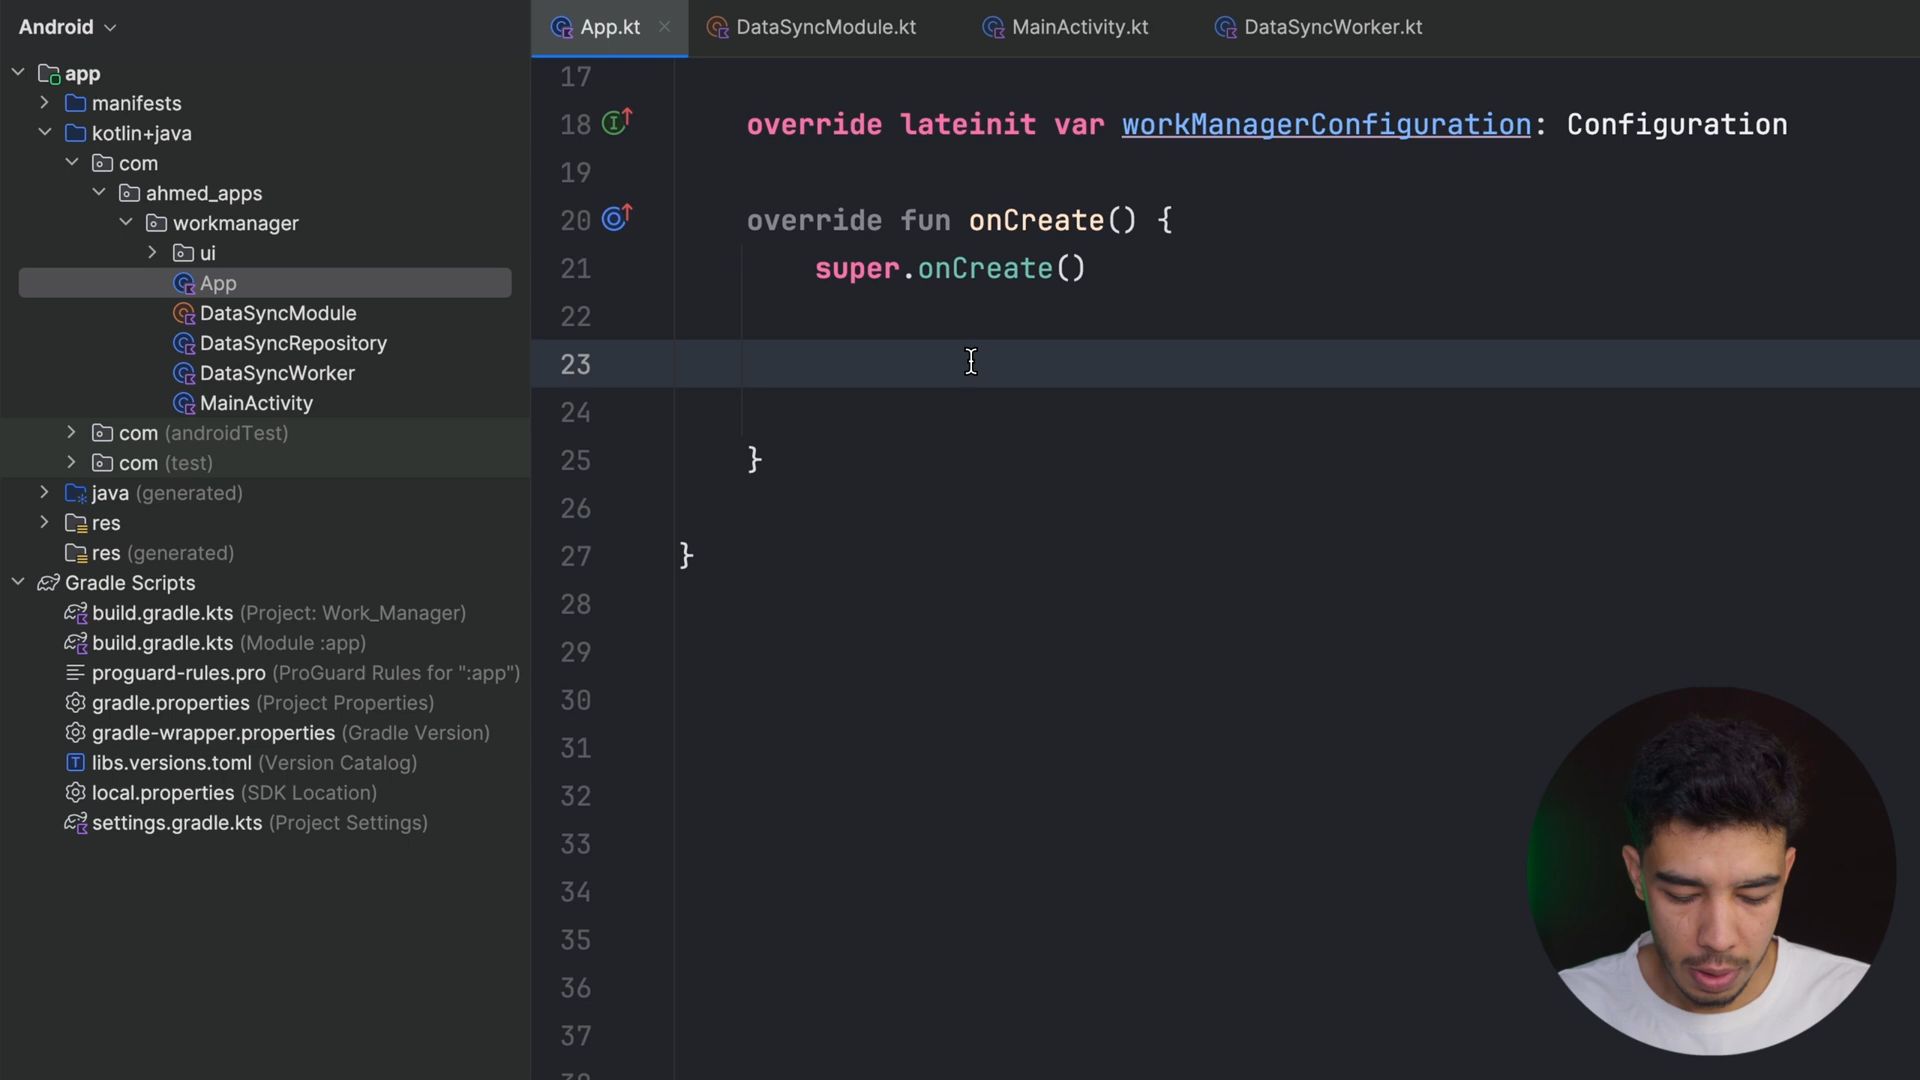 Android
app
manifests
kotlin+java
com
ahmed_apps
workmanager
ui
App
DataSyncModule
DataSyncRepository
DataSyncWorker
MainActivity
com (androidTest)
com (test)
java (generated)
res
res (generated)
Gradle Scripts
build.gradle.kts (Project: Work_Manager)
build.gradle.kts (Module :app)
proguard-rules.pro (ProGuard Rules for ":app")
gradle.properties (Project Properties)
gradle-wrapper.properties (Gradle Version)
libs.versions.toml (Version Catalog)
local.properties (SDK Location)
settings.gradle.kts (Project Settings)
App.kt DataSyncModule.kt MainActivity.kt DataSyncWorker.kt
17
18 override lateinit var workManagerConfiguration: Configuration
19
20 override fun onCreate() {
21 super.onCreate()
22
23
24
25 }
26
27 }
28
29
30
31
32
33
34
35
36
37